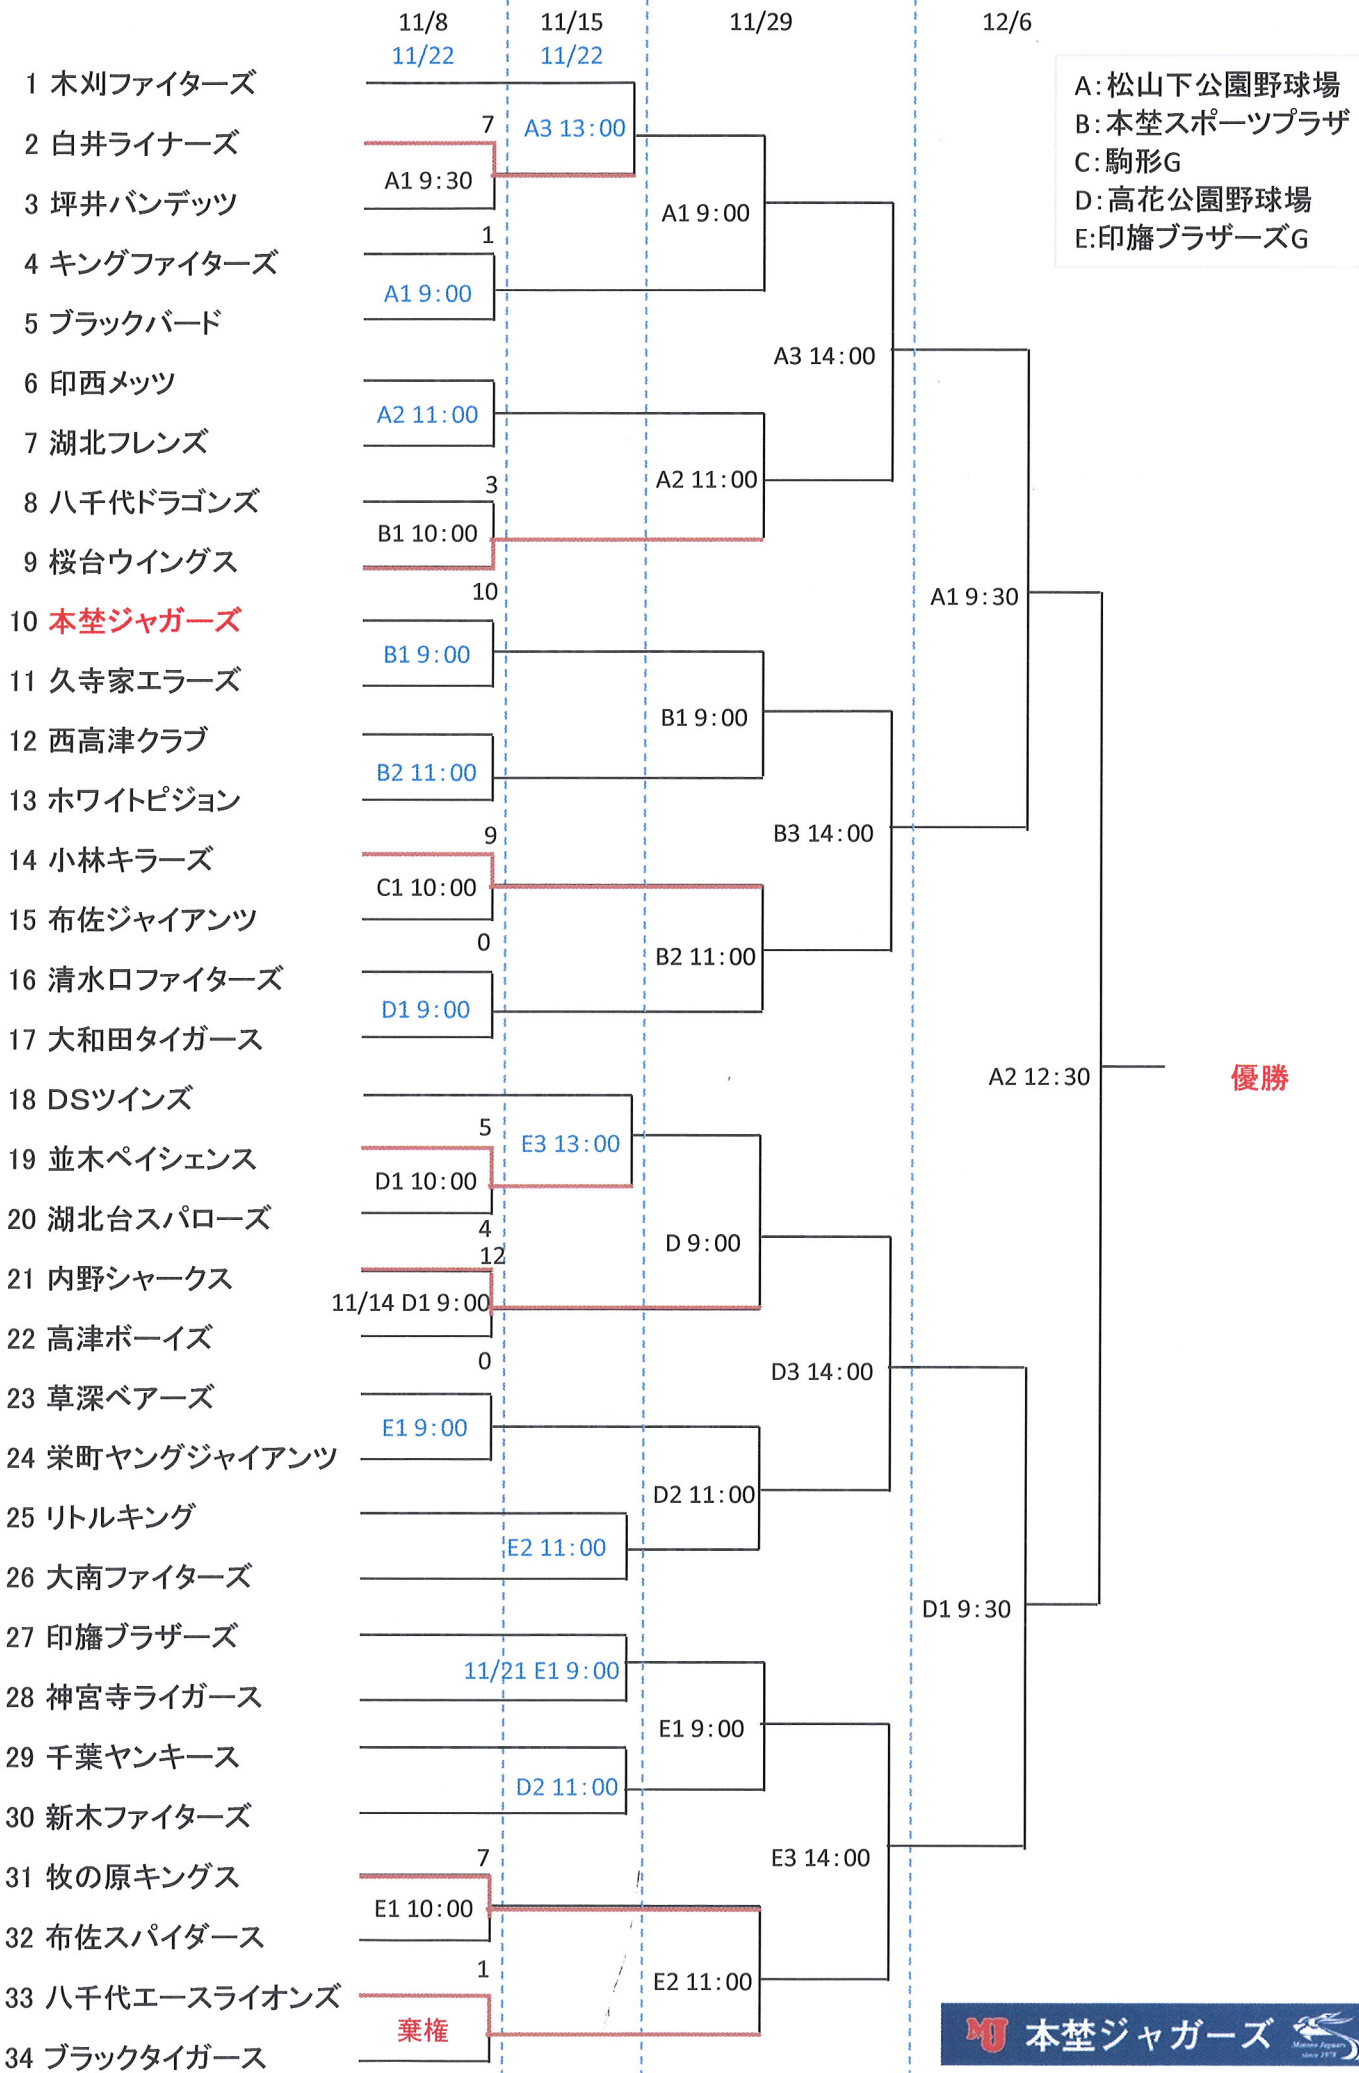 11/8 11/15 11/29 12/6
11/22 11/22
A:松山下公園野球場
B:本埜スポーツプラザ
C:駒形G
D:高花公園野球場
E:印旛ブラザーズG
1 木刈ファイターズ
A3 13:00
7
2 白井ライナーズ
A1 9:30
3 坪井バンデッツ
A1 9:00
1
4 キングファイターズ
A1 9:00
5 ブラックバード
A3 14:00
6 印西メッツ
A2 11:00
7 湖北フレンズ
A2 11:00
3
8 八千代ドラゴンズ
B1 10:00
9 桜台ウイングス
10
A1 9:30
10 本埜ジャガーズ
B1 9:00
11 久寺家エラーズ
B1 9:00
12 西高津クラブ
B2 11:00
13 ホワイトピジョン
B3 14:00
9
14 小林キラーズ
C1 10:00
15 布佐ジャイアンツ
0
B2 11:00
16 清水口ファイターズ
D1 9:00
17 大和田タイガース
A2 12:30
優勝
18 DSツインズ
5
E3 13:00
19 並木ペイシェンス
D1 10:00
20 湖北台スパローズ
4
D 9:00
12
21 内野シャークス
11/14 D1 9:00
22 高津ボーイズ
0
D3 14:00
23 草深ベアーズ
E1 9:00
24 栄町ヤングジャイアンツ
D2 11:00
25 リトルキング
E2 11:00
26 大南ファイターズ
D1 9:30
27 印旛ブラザーズ
11/21 E1 9:00
28 神宮寺ライガース
E1 9:00
29 千葉ヤンキース
D2 11:00
30 新木ファイターズ
7
E3 14:00
31 牧の原キングス
E1 10:00
32 布佐スパイダース
1
E2 11:00
33 八千代エースライオンズ
棄権
34 ブラックタイガース
MJ 本埜ジャガーズ
Motono Jaguars
since 1978